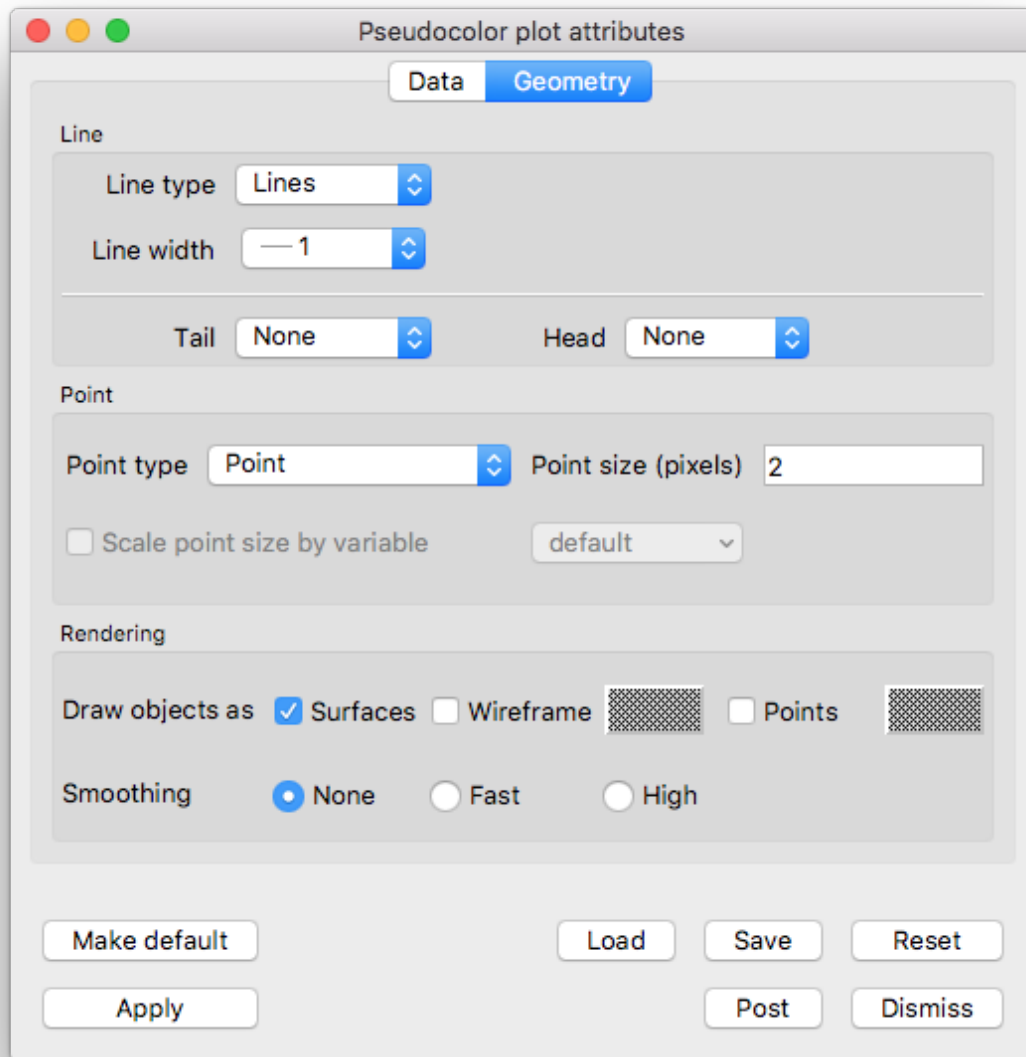 Pseudocolor plot attributes
Data Geometry
Line
Line type Lines
Line width 1
Tail None Head None
Point
Point type Point Point size (pixels) 2
Scale point size by variable default
Rendering
Draw objects as Surfaces Wireframe Points
Smoothing None Fast High
Make default Load Save Reset
Apply Post Dismiss